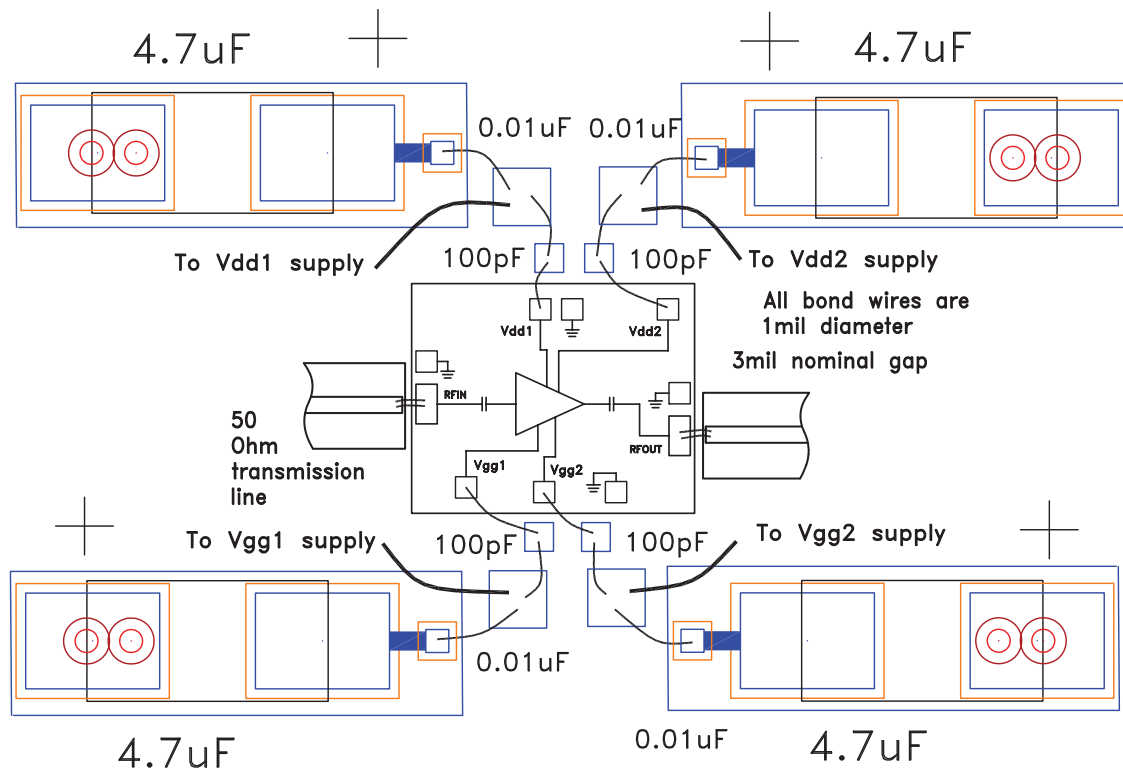 4.7uF
4.7uF
0.01uF
0.01uF
To Vdd1 supply
100pF
100pF
To Vdd2 supply
All bond wires are
1mil diameter
3mil nominal gap
Vdd1
Vdd2
RFIN
RFOUT
50
Ohm
transmission
line
Vgg1
Vgg2
To Vgg1 supply
100pF
100pF
To Vgg2 supply
0.01uF
0.01uF
4.7uF
4.7uF